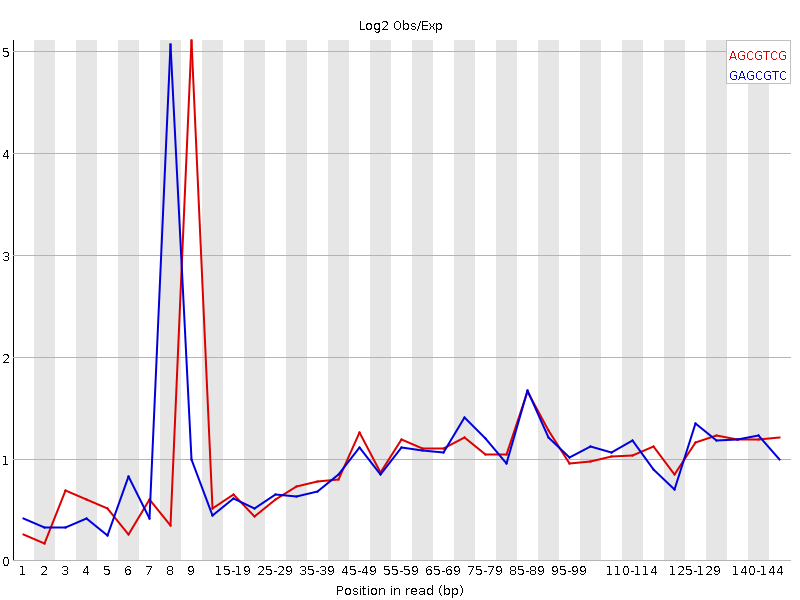 Log2 Obs/Exp
AGCGTCG
GAGCGTC
5
4
3
2
1
0
1 2 3 4 5 6 7 8 9 15-19 25-29 35-39 45-49 55-59 65-69 75-79 85-89 95-99 110-114 125-129 140-144
Position in read (bp)